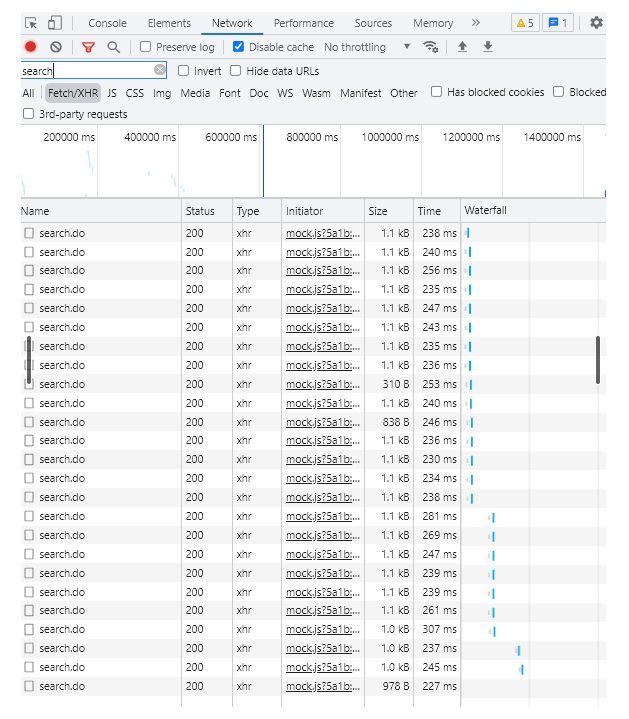 Console Elements Network Performance Sources Memory » 5 1
Preserve log Disable cache No throttling
search
Invert Hide data URLs
All Fetch/XHR JS CSS Img Media Font Doc WS Wasm Manifest Other Has blocked cookies Blocked
3rd-party requests
200000 ms 400000 ms 600000 ms 800000 ms 1000000 ms 1200000 ms 1400000 ms
Name Status Type Initiator Size Time Waterfall
search.do 200 xhr mock.js?5a1b:... 1.1 kB 238 ms
search.do 200 xhr mock.js?5a1b:... 1.1 kB 240 ms
search.do 200 xhr mock.js?5a1b:... 1.1 kB 256 ms
search.do 200 xhr mock.js?5a1b:... 1.1 kB 235 ms
search.do 200 xhr mock.js?5a1b:... 1.1 kB 247 ms
search.do 200 xhr mock.js?5a1b:... 1.1 kB 243 ms
search.do 200 xhr mock.js?5a1b:... 1.1 kB 235 ms
search.do 200 xhr mock.js?5a1b:... 1.1 kB 236 ms
search.do 200 xhr mock.js?5a1b:... 310 B 253 ms
search.do 200 xhr mock.js?5a1b:... 1.1 kB 240 ms
search.do 200 xhr mock.js?5a1b:... 838 B 246 ms
search.do 200 xhr mock.js?5a1b:... 1.1 kB 236 ms
search.do 200 xhr mock.js?5a1b:... 1.1 kB 230 ms
search.do 200 xhr mock.js?5a1b:... 1.1 kB 234 ms
search.do 200 xhr mock.js?5a1b:... 1.1 kB 238 ms
search.do 200 xhr mock.js?5a1b:... 1.1 kB 281 ms
search.do 200 xhr mock.js?5a1b:... 1.1 kB 269 ms
search.do 200 xhr mock.js?5a1b:... 1.1 kB 247 ms
search.do 200 xhr mock.js?5a1b:... 1.1 kB 239 ms
search.do 200 xhr mock.js?5a1b:... 1.1 kB 239 ms
search.do 200 xhr mock.js?5a1b:... 1.1 kB 261 ms
search.do 200 xhr mock.js?5a1b:... 1.0 kB 307 ms
search.do 200 xhr mock.js?5a1b:... 1.0 kB 237 ms
search.do 200 xhr mock.js?5a1b:... 1.0 kB 245 ms
search.do 200 xhr mock.js?5a1b:... 978 B 227 ms